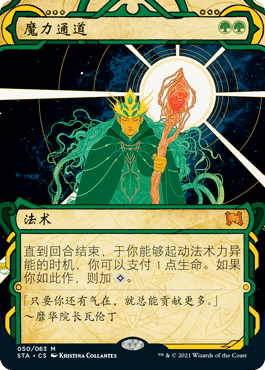 魔力通道
法术
直到回合结束，于你能够起动法术力异
能的时机，你可以支付1点生命。如果
你如此作，则加。
「只要你还有气在，就总能贡献更多。」
～靡华院长瓦伦丁
050/063 M
STA • CS KRISTINA COLLANTES
™ & © 2021 Wizards of the Coast